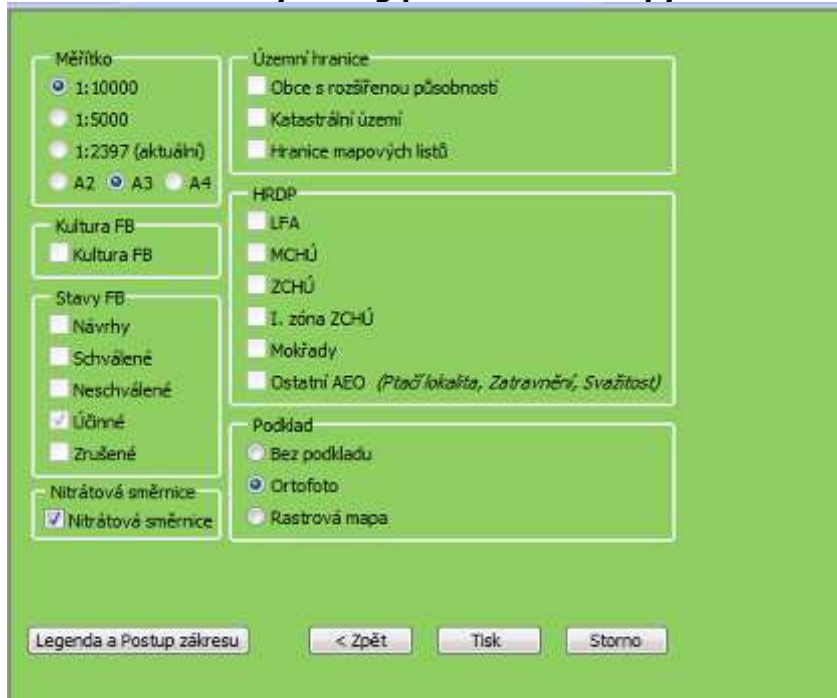 Měřítko
1:10000
1:5000
1:2397 (aktuální)
A2 A3 A4
Kultura FB
Kultura FB
Stavy FB
Návrhy
Schválené
Neschválené
Účinné
Zrušené
Nitrátová směrnice
Nitrátová směrnice
Územní hranice
Obce s rozšířenou působností
Katastrální území
Hranice mapových listů
HRDP
LFA
MCHÚ
ZCHÚ
I. zóna ZCHÚ
Mokřady
Ostatní AEO (Ptačí lokalita, Zatravnění, Svažitost)
Podklad
Bez podkladu
Ortofoto
Rastrová mapa
Legenda a Postup zákresu
< Zpět
Tisk
Storno